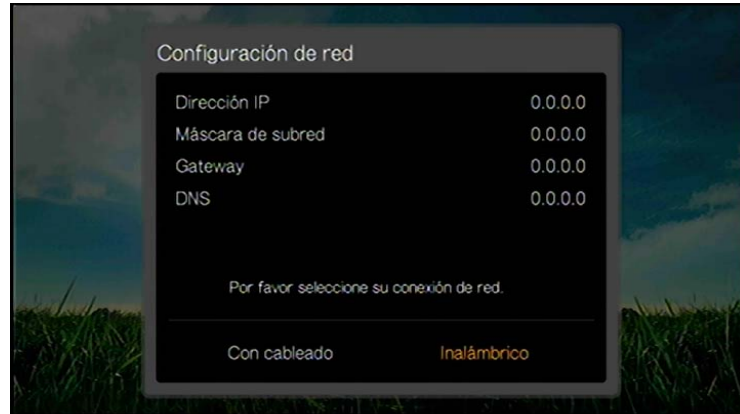 Configuración de red
Dirección IP 0.0.0.0
Máscara de subred 0.0.0.0
Gateway 0.0.0.0
DNS 0.0.0.0
Por favor seleccione su conexión de red.
Con cableado Inalámbrico